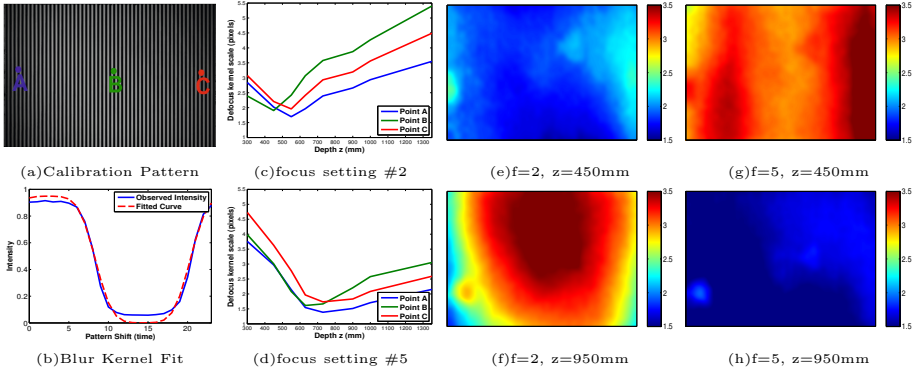 A
B
C
(a)Calibration Pattern
Defocus kernel scale (pixels)
5.5
5
4.5
4
3.5
3
2.5
2
1.5
1
300 400 500 600 700 800 900 1000 1100 1200 1300
Depth z (mm)
Point A
Point B
Point C
(c)focus setting #2
3.5
3
2.5
2
1.5
(e)f=2, z=450mm
3.5
3
2.5
2
1.5
(g)f=5, z=450mm
Intensity
1
0.8
0.6
0.4
0.2
0
0 5 10 15 20
Pattern Shift (time)
Observed Intensity
Fitted Curve
(b)Blur Kernel Fit
Defocus kernel scale (pixels)
5.5
5
4.5
4
3.5
3
2.5
2
1.5
300 400 500 600 700 800 900 1000 1100 1200 1300
Depth z (mm)
Point A
Point B
Point C
(d)focus setting #5
3.5
3
2.5
2
1.5
(f)f=2, z=950mm
3.5
3
2.5
2
1.5
(h)f=5, z=950mm